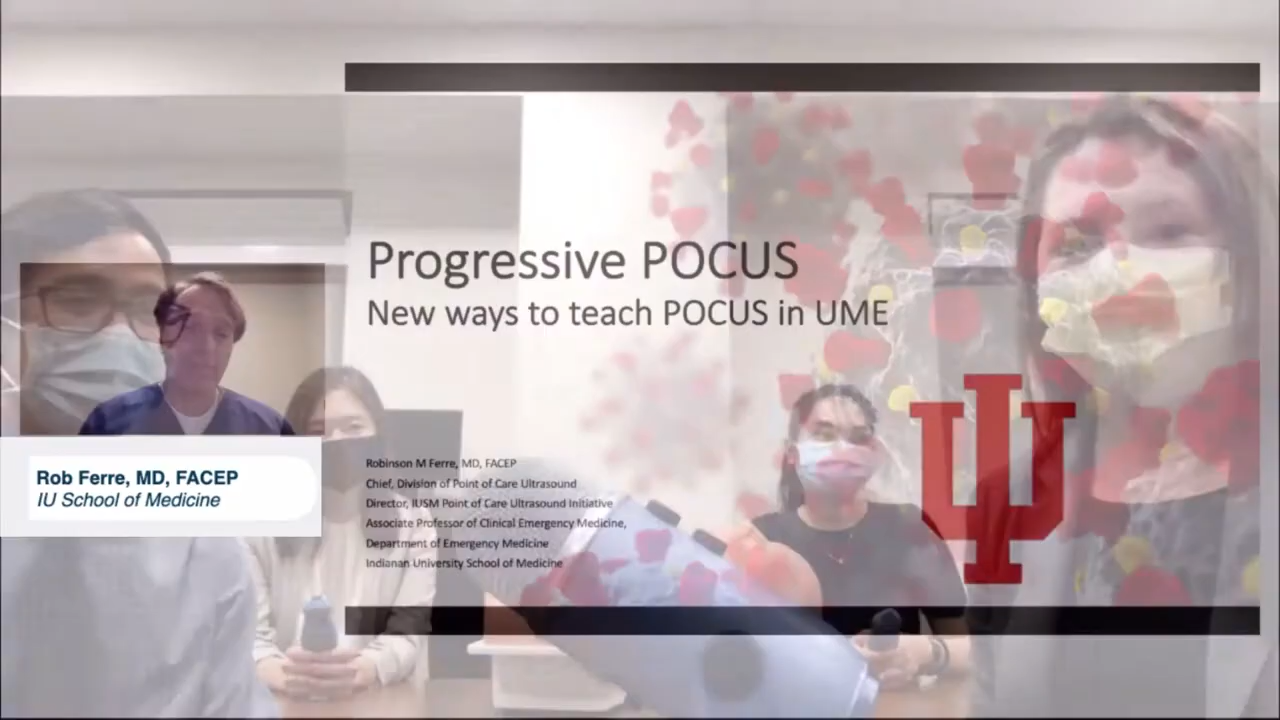 Progressive POCUS
New ways to teach POCUS in UME
Rob Ferre, MD, FACEP
IU School of Medicine
Robinson M Ferre, MD, FACEP
Chief, Division of Point of Care Ultrasound
Director, IUSM Point of Care Ultrasound Initiative
Associate Professor of Clinical Emergency Medicine,
Department of Emergency Medicine
Indianan University School of Medicine